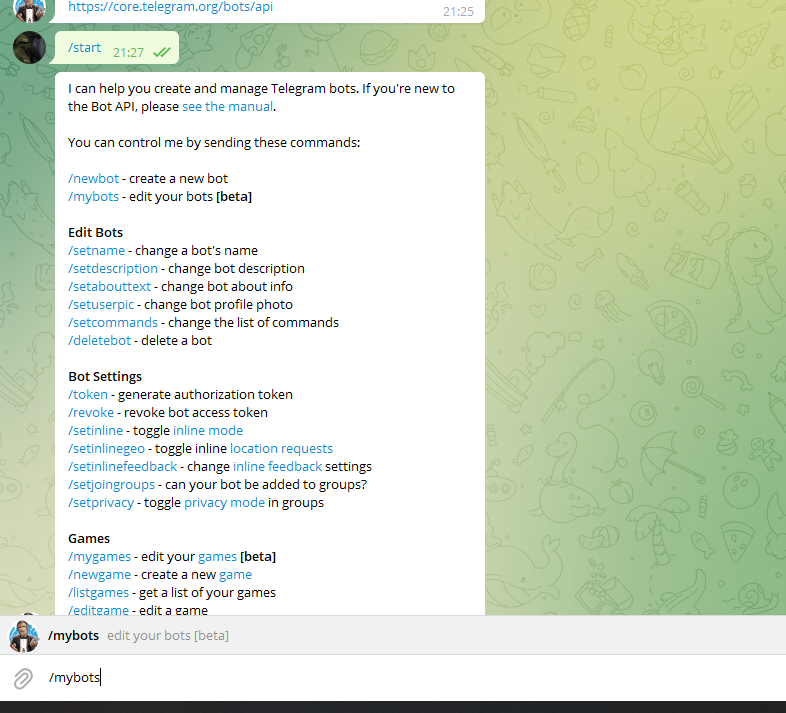 https://core.telegram.org/bots/api
21:25
/start 21:27
I can help you create and manage Telegram bots. If you're new to
the Bot API, please see the manual.
You can control me by sending these commands:
/newbot - create a new bot
/mybots - edit your bots [beta]
Edit Bots
/setname - change a bot's name
/setdescription - change bot description
/setabouttext - change bot about info
/setuserpic - change bot profile photo
/setcommands - change the list of commands
/deletebot - delete a bot
Bot Settings
/token - generate authorization token
/revoke - revoke bot access token
/setinline - toggle inline mode
/setinlinegeo - toggle inline location requests
/setinlinefeedback - change inline feedback settings
/setjoingroups - can your bot be added to groups?
/setprivacy - toggle privacy mode in groups
Games
/mygames - edit your games [beta]
/newgame - create a new game
/listgames - get a list of your games
/editgame - edit a game
/mybots edit your bots [beta]
/mybots